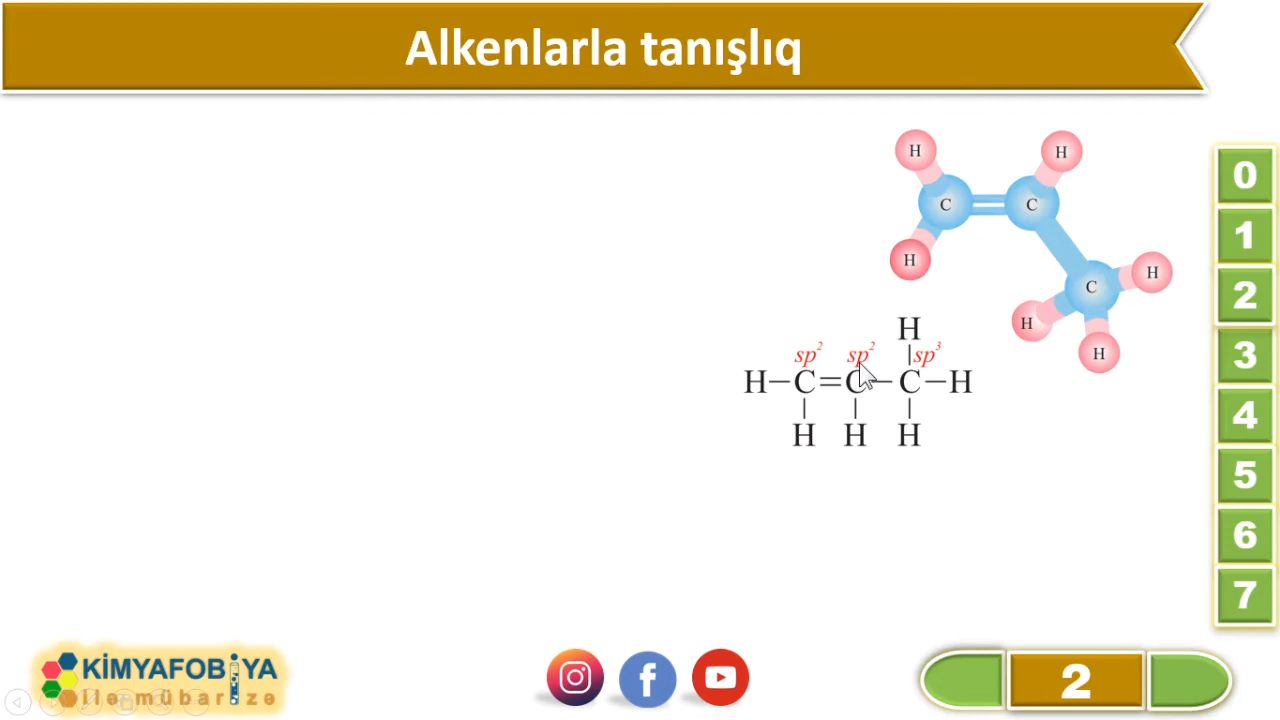 Alkenlarla tanışlıq
H H
C C
H
C H
H
H
H
sp² sp² sp³
H–C=C–C–H
H H H
0
1
2
3
4
5
6
7
KİMYAFOBİYA
ilə mübarizə
2